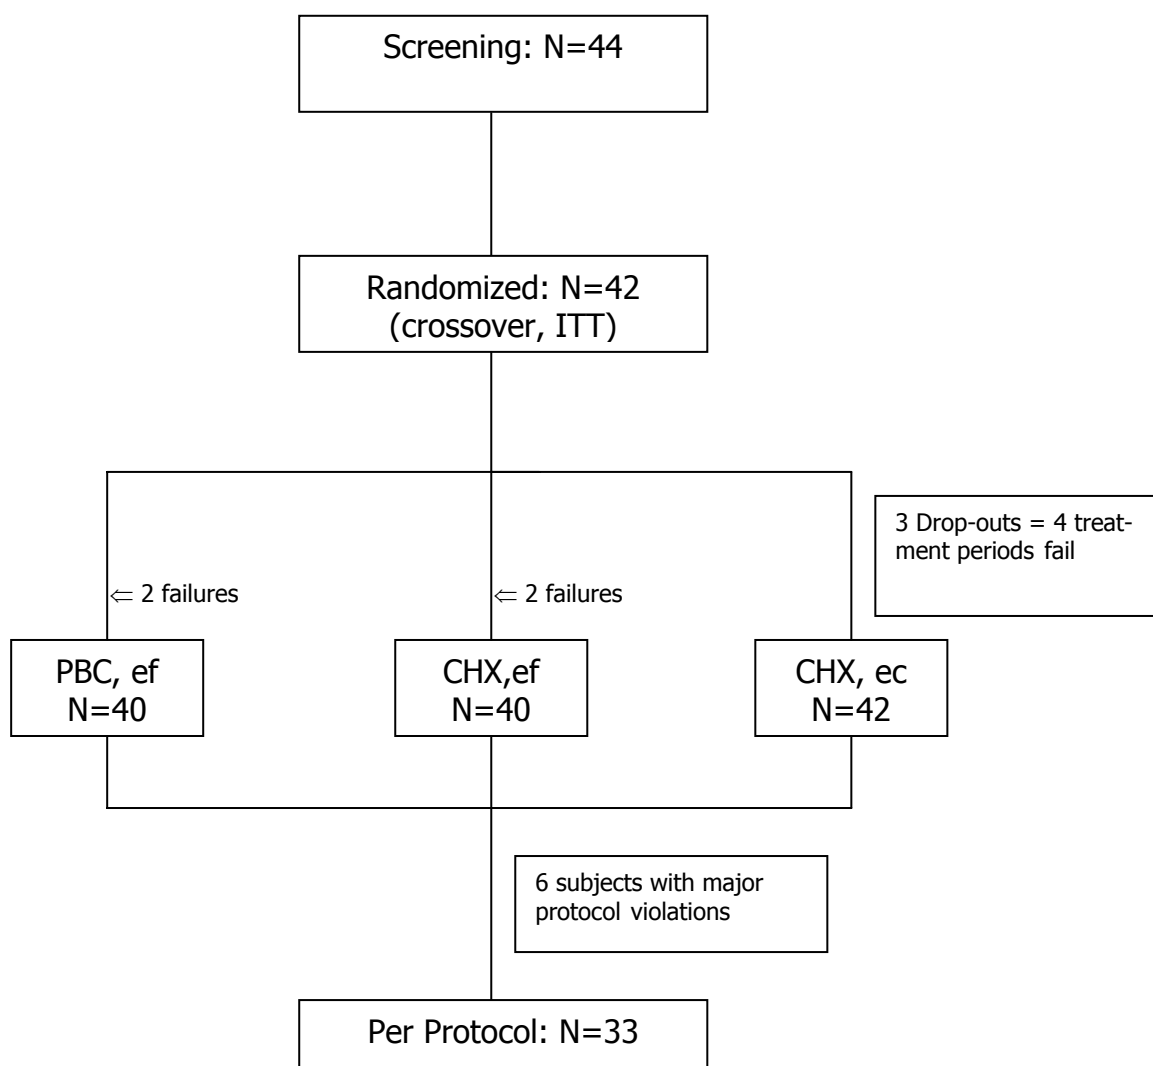 Screening: N=44
Randomized: N=42
(crossover, ITT)
3 Drop-outs = 4 treat-
ment periods fail
⇐ 2 failures
⇐ 2 failures
PBC, ef
N=40
CHX,ef
N=40
CHX, ec
N=42
6 subjects with major
protocol violations
Per Protocol: N=33